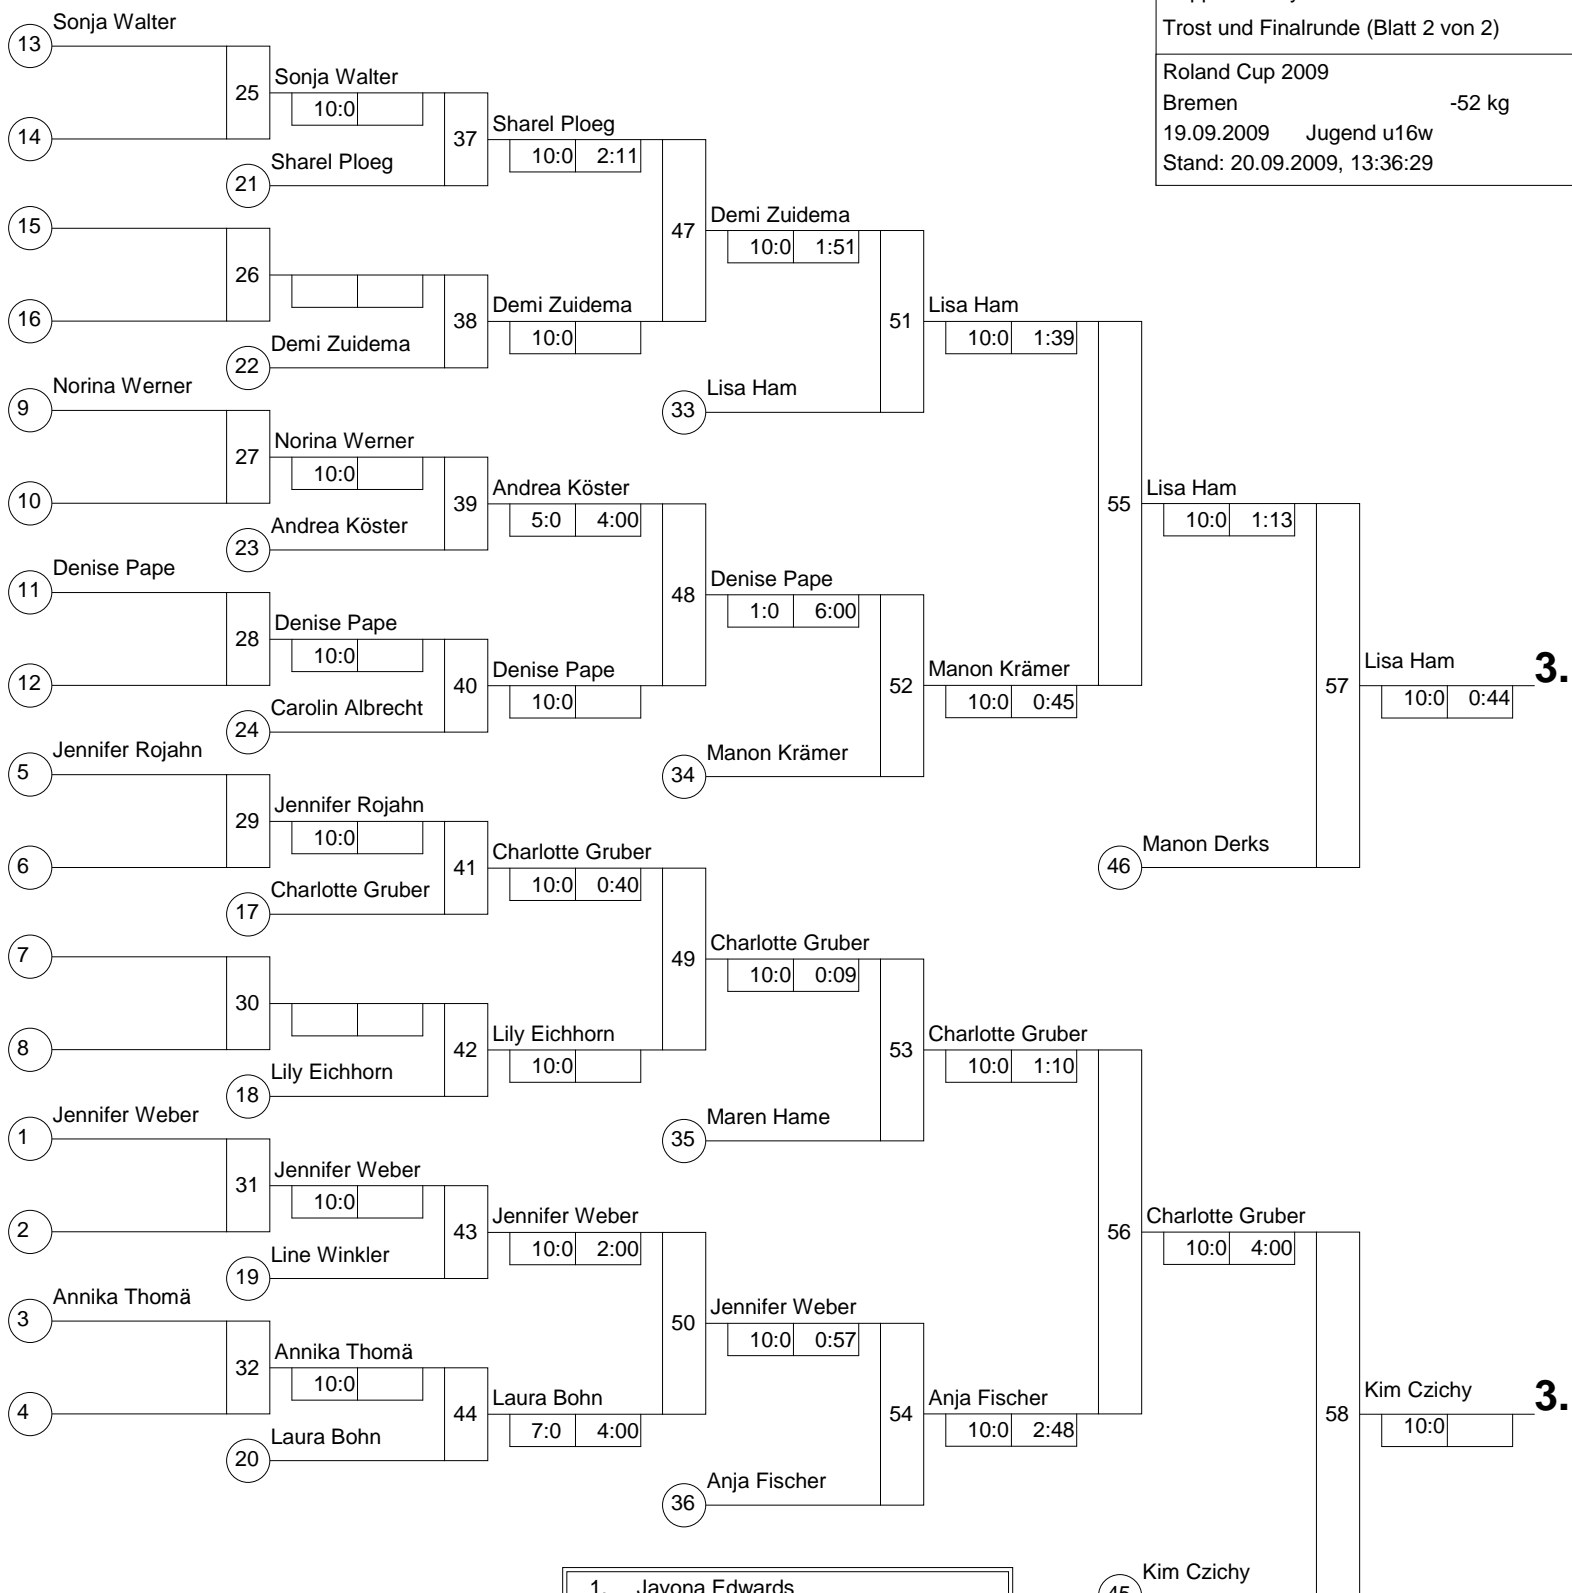 Trost und Finalrunde (Blatt 2 von 2)
Roland Cup 2009
Bremen -52 kg
19.09.2009 Jugend u16w
Stand: 20.09.2009, 13:36:29
Sonja Walter
13
25
Sonja Walter
10:0
14
37
Sharel Ploeg
10:0 2:11
Sharel Ploeg
21
15
47
Demi Zuidema
10:0 1:51
26
16
38
Demi Zuidema
10:0
Demi Zuidema
22
51
Lisa Ham
10:0 1:39
Lisa Ham
33
Norina Werner
9
27
Norina Werner
10:0
10
39
Andrea Köster
5:0 4:00
Andrea Köster
23
55
Lisa Ham
10:0 1:13
Denise Pape
11
48
Denise Pape
1:0 6:00
28
Denise Pape
10:0
12
40
Denise Pape
10:0
Carolin Albrecht
24
52
Manon Krämer
10:0 0:45
Manon Krämer
34
57
Lisa Ham
10:0 0:44
3.
Jennifer Rojahn
5
29
Jennifer Rojahn
10:0
6
41
Charlotte Gruber
10:0 0:40
Charlotte Gruber
17
Manon Derks
46
7
49
Charlotte Gruber
10:0 0:09
30
8
42
Lily Eichhorn
10:0
Lily Eichhorn
18
53
Charlotte Gruber
10:0 1:10
Maren Hame
35
Jennifer Weber
1
31
Jennifer Weber
10:0
2
43
Jennifer Weber
10:0 2:00
Line Winkler
19
56
Charlotte Gruber
10:0 4:00
Annika Thomä
3
50
Jennifer Weber
10:0 0:57
32
Annika Thomä
10:0
4
44
Laura Bohn
7:0 4:00
Laura Bohn
20
54
Anja Fischer
10:0 2:48
Anja Fischer
36
58
Kim Czichy
10:0
3.
Kim Czichy
45
1. Jayona Edwards